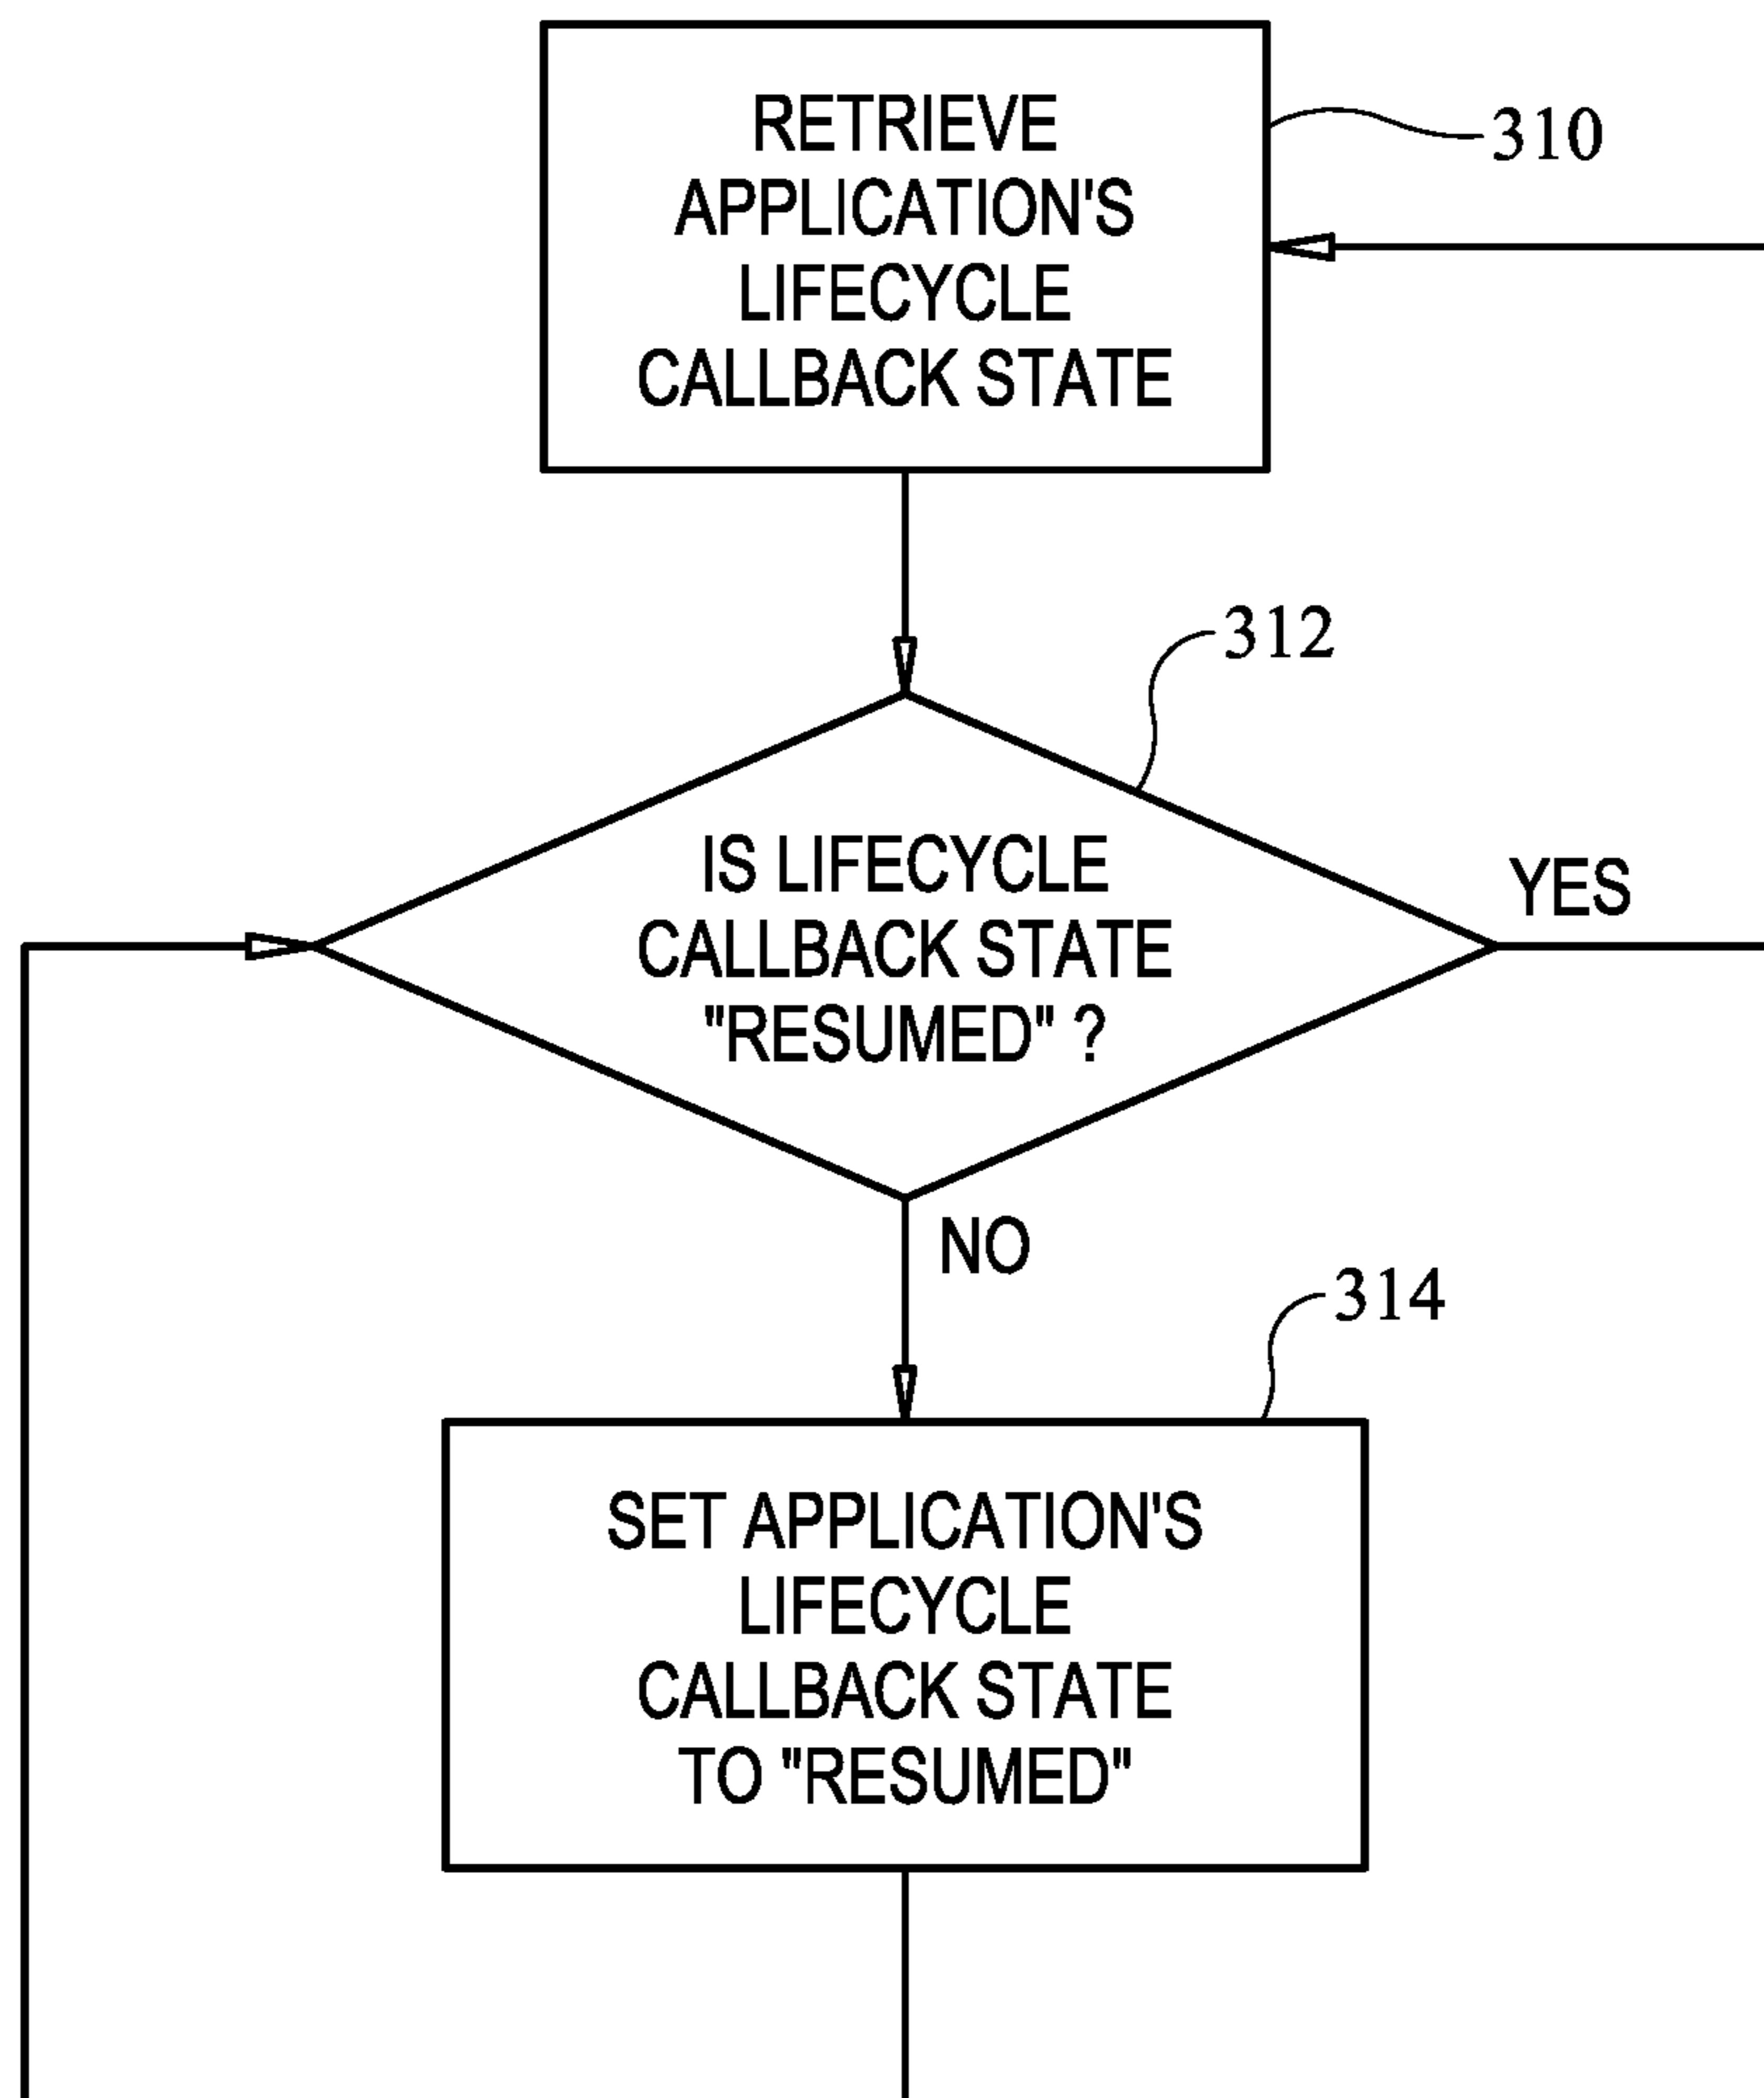 RETRIEVE
APPLICATION'S
LIFECYCLE
CALLBACK STATE
310
312
IS LIFECYCLE
CALLBACK STATE
"RESUMED" ?
YES
NO
314
SET APPLICATION'S
LIFECYCLE
CALLBACK STATE
TO "RESUMED"